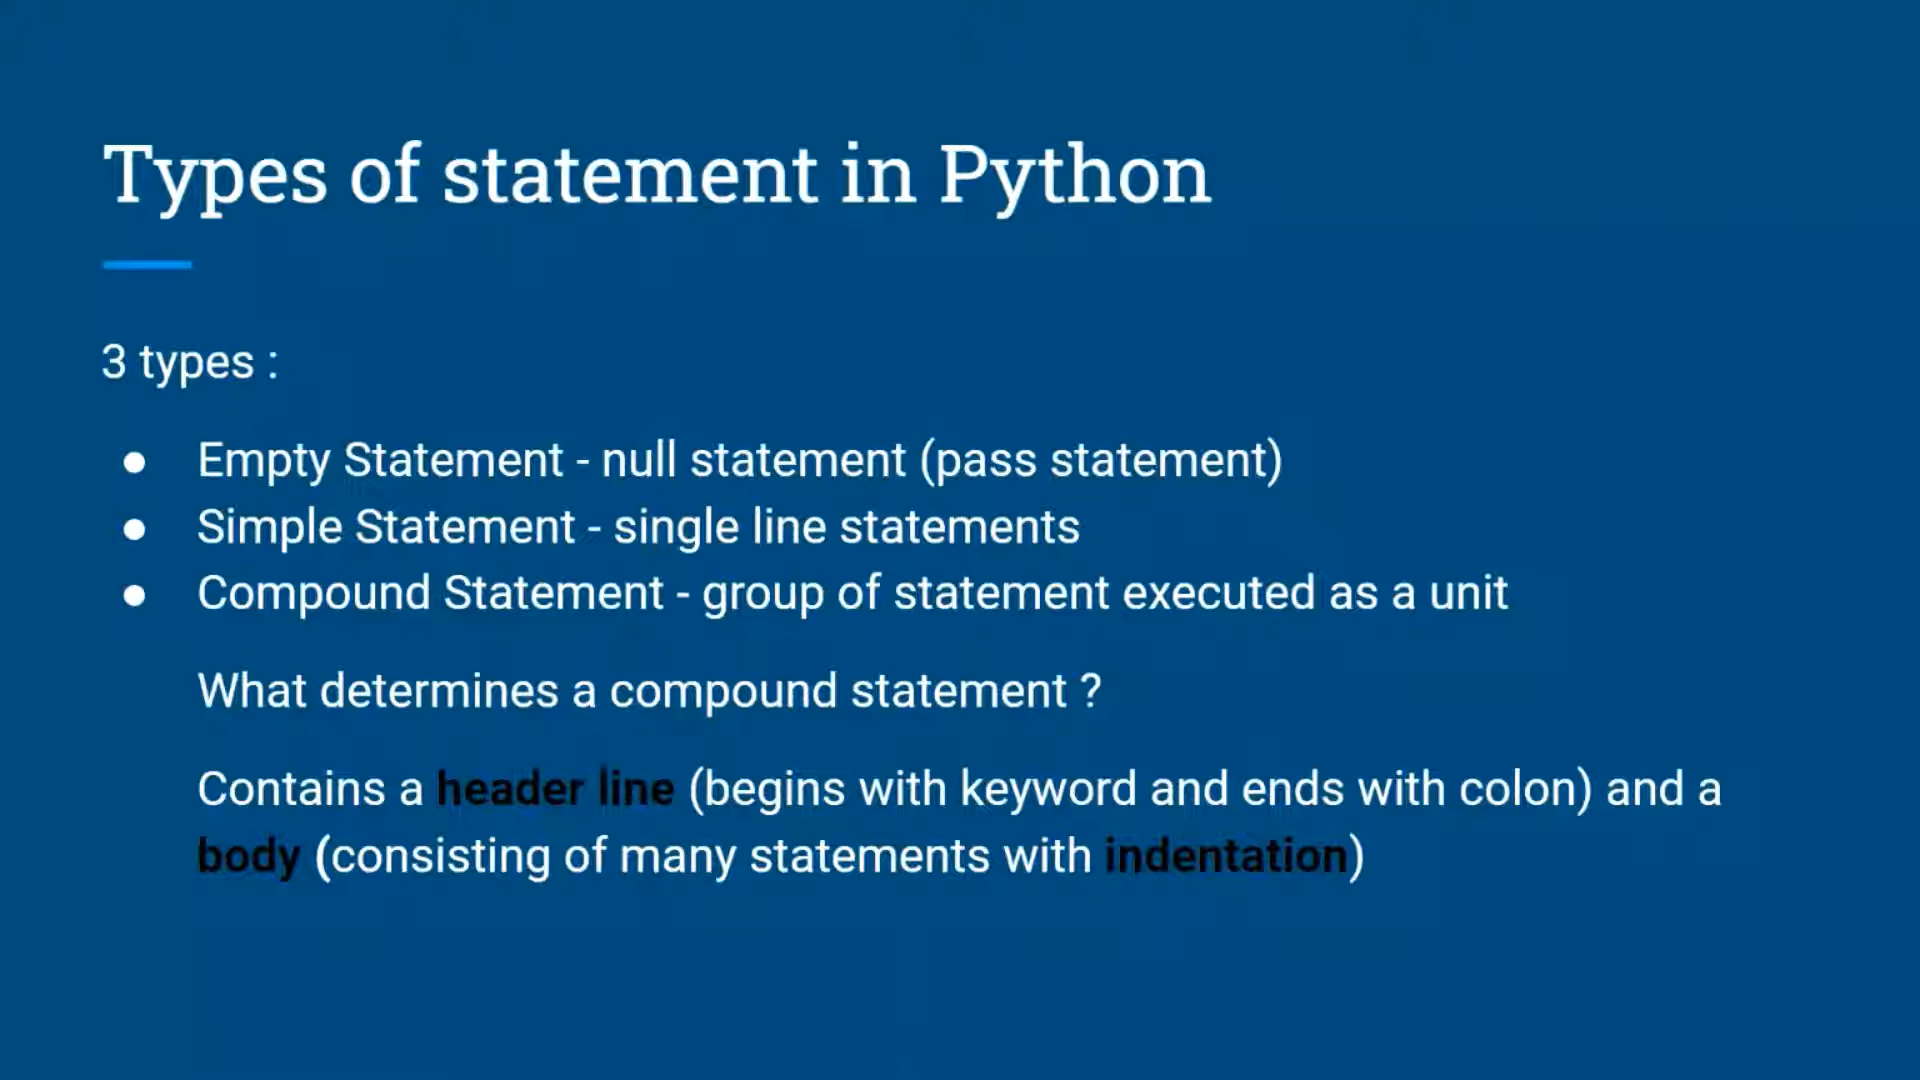 Types of statement in Python
3 types :
● Empty Statement - null statement (pass statement)
● Simple Statement - single line statements
● Compound Statement - group of statement executed as a unit
What determines a compound statement ?
Contains a header line (begins with keyword and ends with colon) and a
body (consisting of many statements with indentation)